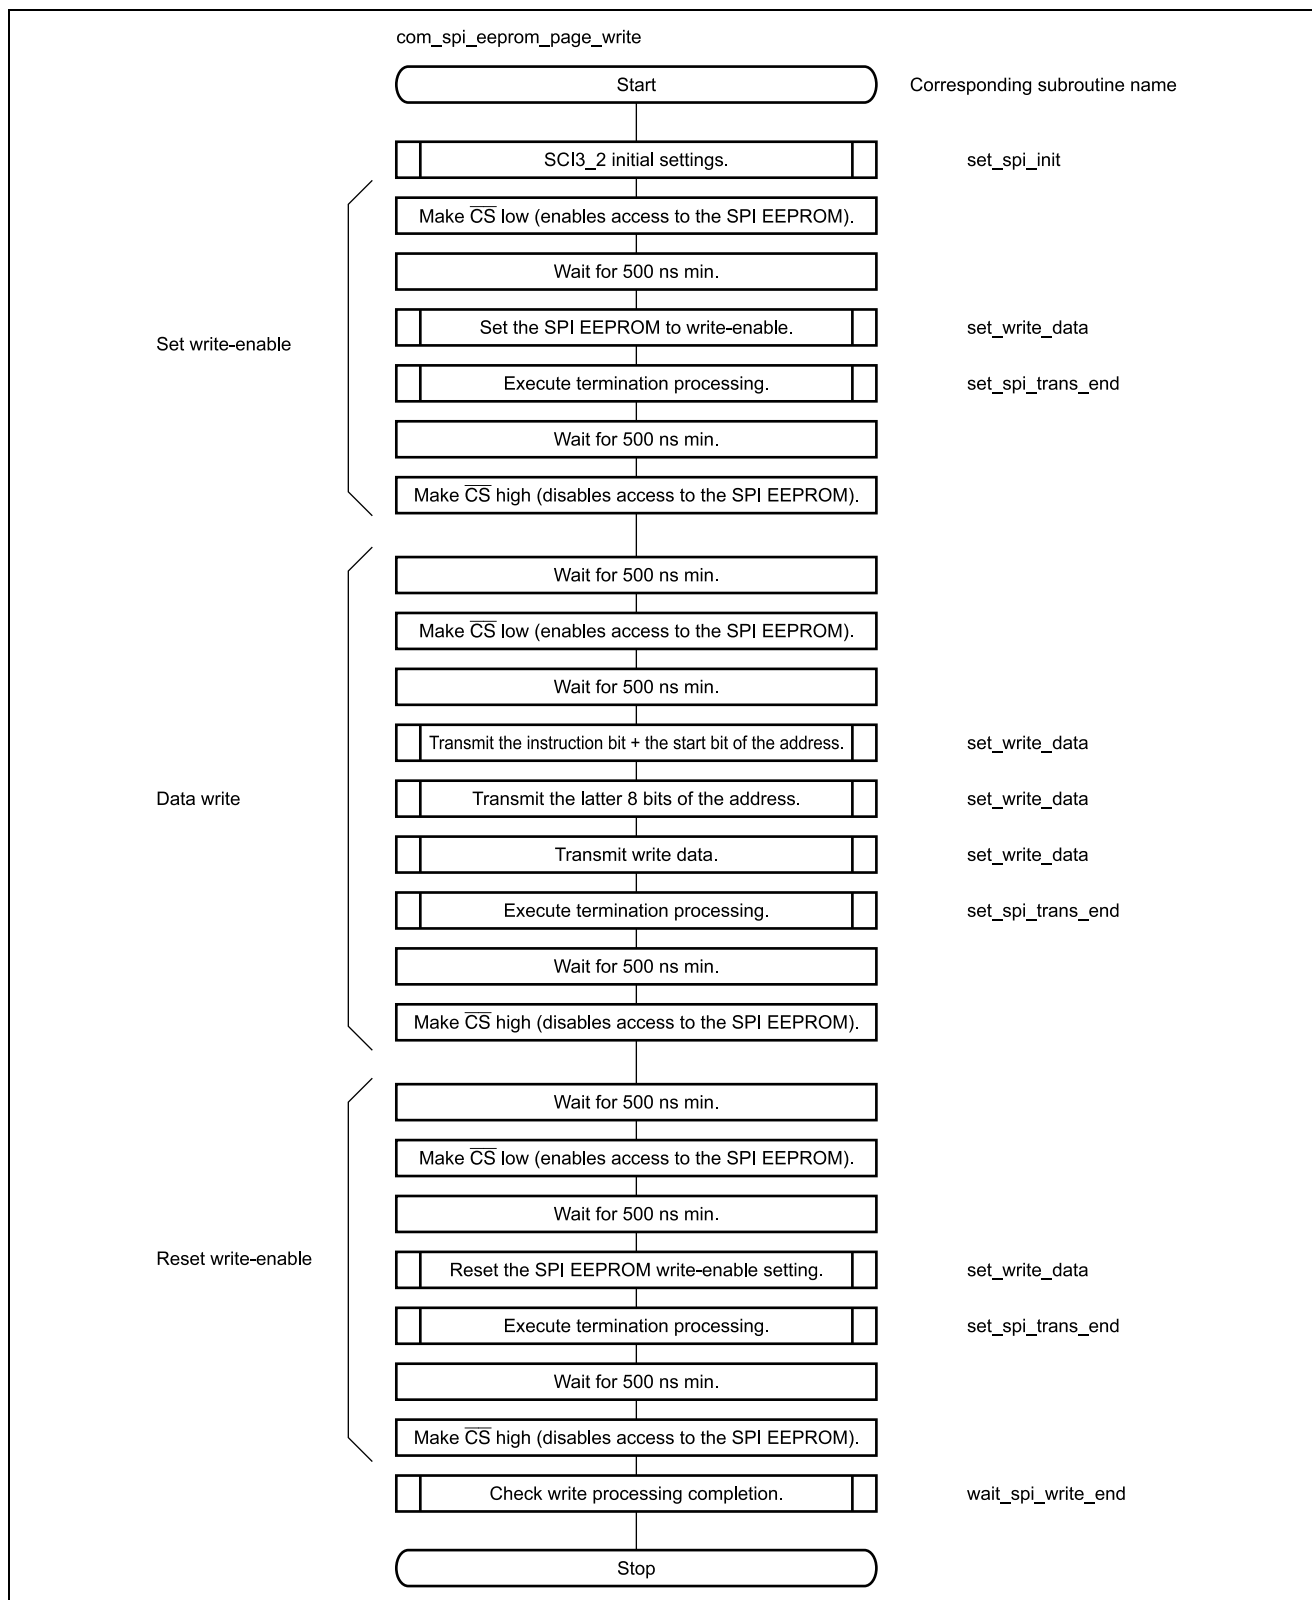 com_spi_eeprom_page_write
Start
Corresponding subroutine name
SCI3_2 initial settings.
set_spi_init
Make C̅S̅ low (enables access to the SPI EEPROM).
Wait for 500 ns min.
Set the SPI EEPROM to write-enable.
set_write_data
Set write-enable
Execute termination processing.
set_spi_trans_end
Wait for 500 ns min.
Make C̅S̅ high (disables access to the SPI EEPROM).
Wait for 500 ns min.
Make C̅S̅ low (enables access to the SPI EEPROM).
Wait for 500 ns min.
Transmit the instruction bit + the start bit of the address.
set_write_data
Data write
Transmit the latter 8 bits of the address.
set_write_data
Transmit write data.
set_write_data
Execute termination processing.
set_spi_trans_end
Wait for 500 ns min.
Make C̅S̅ high (disables access to the SPI EEPROM).
Wait for 500 ns min.
Make C̅S̅ low (enables access to the SPI EEPROM).
Wait for 500 ns min.
Reset write-enable
Reset the SPI EEPROM write-enable setting.
set_write_data
Execute termination processing.
set_spi_trans_end
Wait for 500 ns min.
Make C̅S̅ high (disables access to the SPI EEPROM).
Check write processing completion.
wait_spi_write_end
Stop